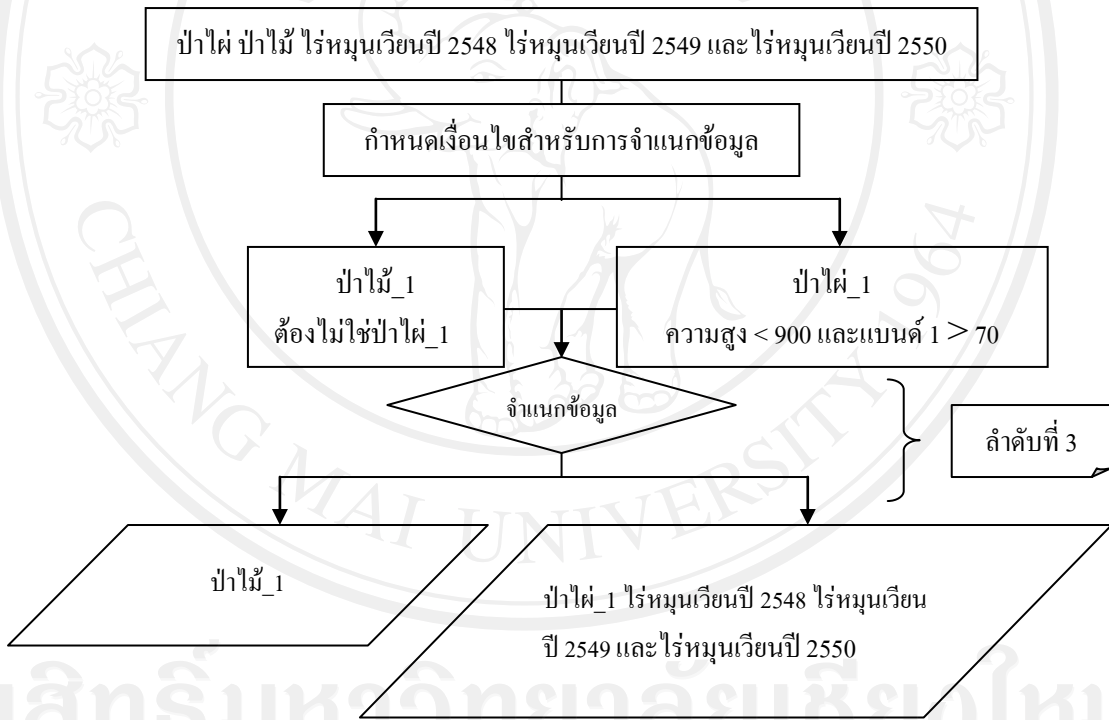 ป่าไผ่ ป่าไม้ ไร่หมุนเวียนปี 2548 ไร่หมุนเวียนปี 2549 และไร่หมุนเวียนปี 2550
กำหนดเงื่อนไขสำหรับการจำแนกข้อมูล
ป่าไม้_1
ต้องไม่ใช่ป่าไผ่_1
ป่าไผ่_1
ความสูง < 900 และแบนด์ 1 > 70
จำแนกข้อมูล
ลำดับที่ 3
ป่าไม้_1
ป่าไผ่_1 ไร่หมุนเวียนปี 2548 ไร่หมุนเวียน
ปี 2549 และไร่หมุนเวียนปี 2550
CHIANG MAI UNIVERSITY 1964